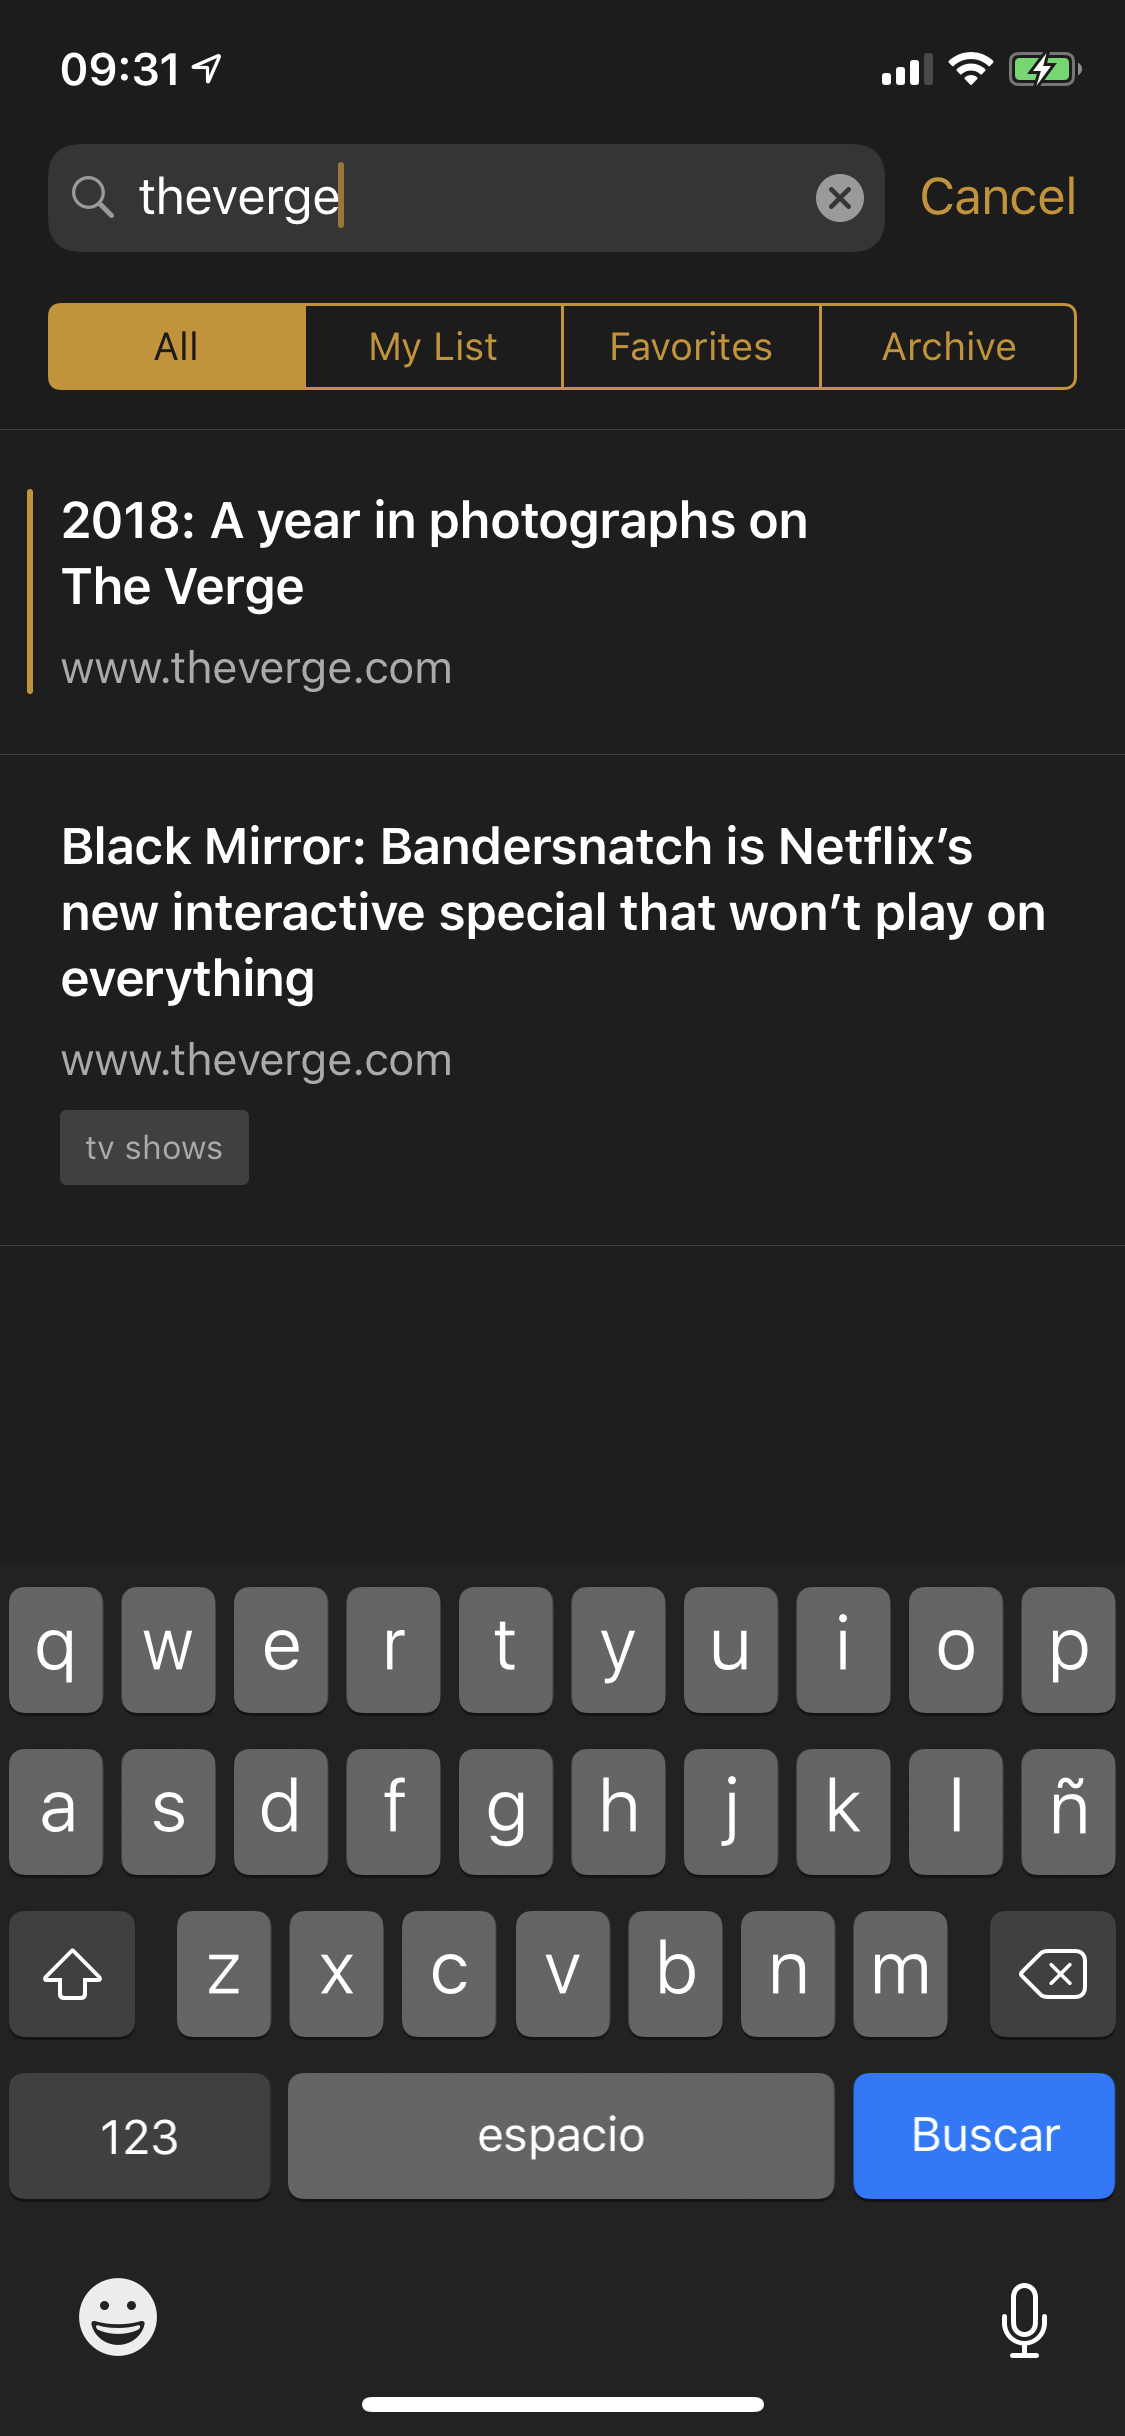 09:31
theverge
Cancel
All
My List
Favorites
Archive
2018: A year in photographs on
The Verge
www.theverge.com
Black Mirror: Bandersnatch is Netflix’s
new interactive special that won’t play on
everything
www.theverge.com
tv shows
q w e r t y u i o p
a s d f g h j k l ñ
z x c v b n m
123 espacio Buscar